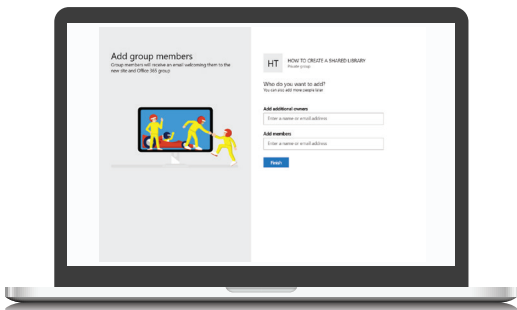 Add group members
Group members will receive an email welcoming them to the
new site and Office 365 group
HT
HOW TO CREATE A SHARED LIBRARY
Private group
Who do you want to add?
You can also add more people later
Add additional owners
Enter a name or email address
Add members
Enter a name or email address
Finish